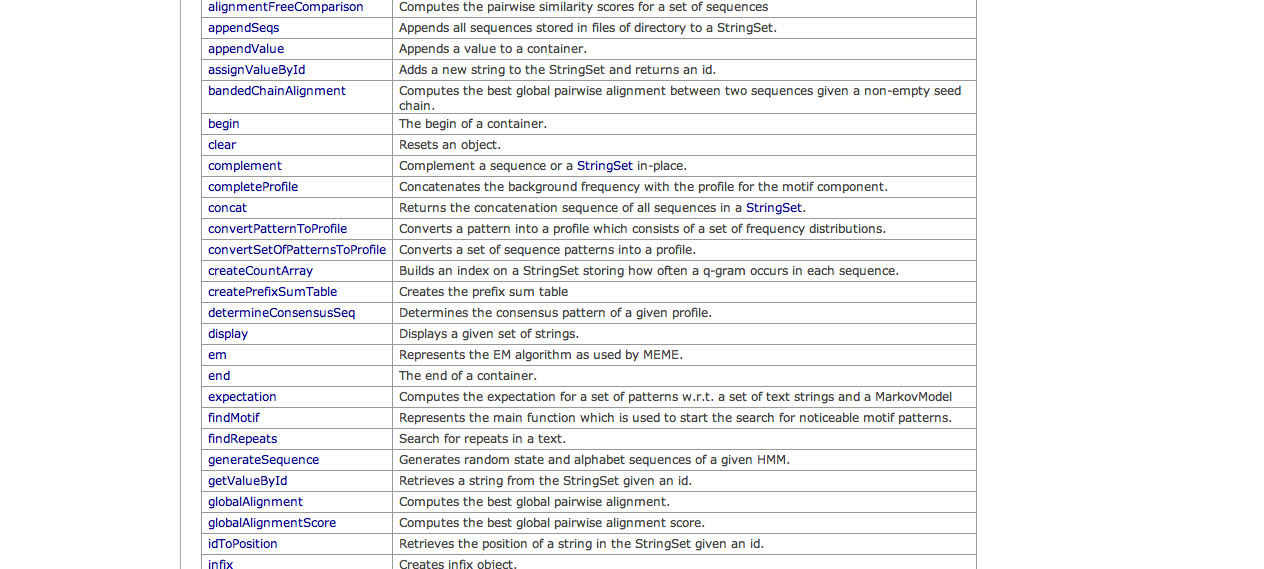 alignmentFreeComparison Computes the pairwise similarity scores for a set of sequences
appendSeqs Appends all sequences stored in files of directory to a StringSet.
appendValue Appends a value to a container.
assignValueById Adds a new string to the StringSet and returns an id.
bandedChainAlignment Computes the best global pairwise alignment between two sequences given a non-empty seed
chain.
begin The begin of a container.
clear Resets an object.
complement Complement a sequence or a StringSet in-place.
completeProfile Concatenates the background frequency with the profile for the motif component.
concat Returns the concatenation sequence of all sequences in a StringSet.
convertPatternToProfile Converts a pattern into a profile which consists of a set of frequency distributions.
convertSetOfPatternsToProfile Converts a set of sequence patterns into a profile.
createCountArray Builds an index on a StringSet storing how often a q-gram occurs in each sequence.
createPrefixSumTable Creates the prefix sum table
determineConsensusSeq Determines the consensus pattern of a given profile.
display Displays a given set of strings.
em Represents the EM algorithm as used by MEME.
end The end of a container.
expectation Computes the expectation for a set of patterns w.r.t. a set of text strings and a MarkovModel
findMotif Represents the main function which is used to start the search for noticeable motif patterns.
findRepeats Search for repeats in a text.
generateSequence Generates random state and alphabet sequences of a given HMM.
getValueById Retrieves a string from the StringSet given an id.
globalAlignment Computes the best global pairwise alignment.
globalAlignmentScore Computes the best global pairwise alignment score.
idToPosition Retrieves the position of a string in the StringSet given an id.
infix Creates infix object.